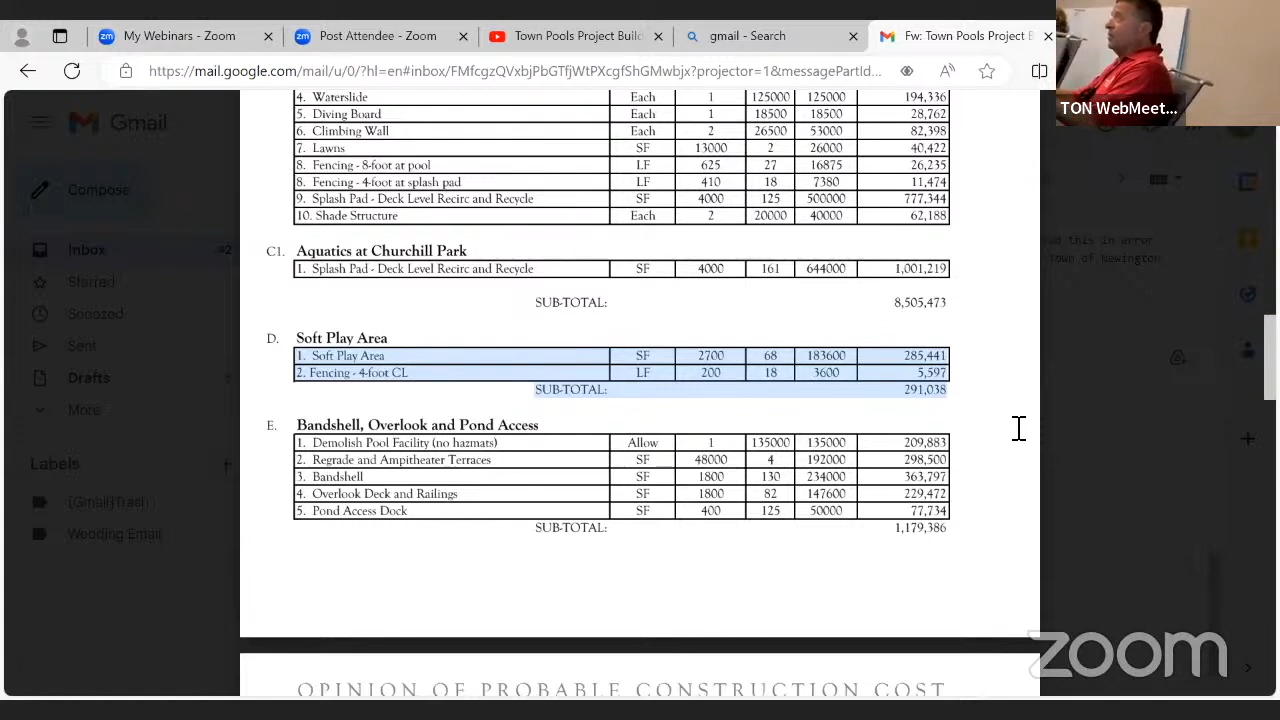 My Webinars - Zoom
Post Attendee - Zoom
Town Pools Project Buil
gmail - Search
Fw: Town Pools Project B
https://mail.google.com/mail/u/0/?hl=en#inbox/FMfcgzQVxbjPbGTfjWtPXcgfShGMwbjx?projector=1&messagePartId...
TON WebMeet...
Gmail
Compose
Inbox
Starred
Snoozed
Sent
Drafts
More
Labels
[Gmail]Trash
Wedding Email
4. Waterslide Each 1 125000 125000 194,336
5. Diving Board Each 1 18500 18500 28,762
6. Climbing Wall Each 2 26500 53000 82,398
7. Lawns SF 13000 2 26000 40,422
8. Fencing - 8-foot at pool LF 625 27 16875 26,235
8. Fencing - 4-foot at splash pad LF 410 18 7380 11,474
9. Splash Pad - Deck Level Recirc and Recycle SF 4000 125 500000 777,344
10. Shade Structure Each 2 20000 40000 62,188
C1. Aquatics at Churchill Park
1. Splash Pad - Deck Level Recirc and Recycle SF 4000 161 644000 1,001,219
SUB-TOTAL: 8,505,473
D. Soft Play Area
1. Soft Play Area SF 2700 68 183600 285,441
2. Fencing - 4-foot CL LF 200 18 3600 5,597
SUB-TOTAL: 291,038
E. Bandshell, Overlook and Pond Access
1. Demolish Pool Facility (no hazmats) Allow 1 135000 135000 209,883
2. Regrade and Ampitheater Terraces SF 48000 4 192000 298,500
3. Bandshell SF 1800 130 234000 363,797
4. Overlook Deck and Railings SF 1800 82 147600 229,472
5. Pond Access Dock SF 400 125 50000 77,734
SUB-TOTAL: 1,179,386
OPINION OF PROBABLE CONSTRUCTION COST
this in error
own of Newington
zoom